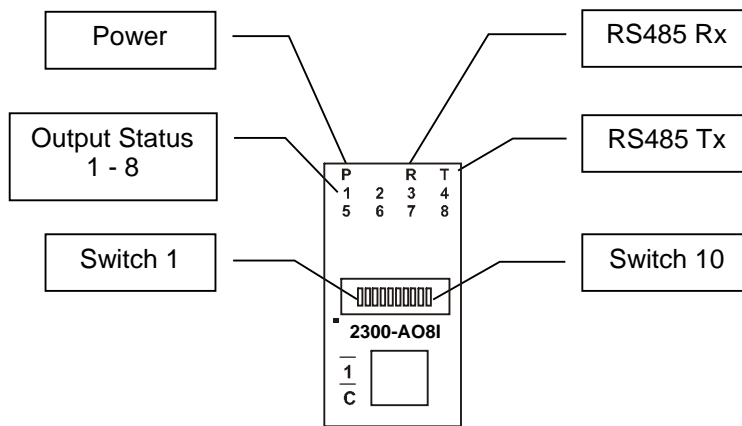 Power
RS485 Rx
Output Status
1 - 8
RS485 Tx
P R T
1 2 3 4
5 6 7 8
Switch 1
Switch 10
2300-AO8I
1
C